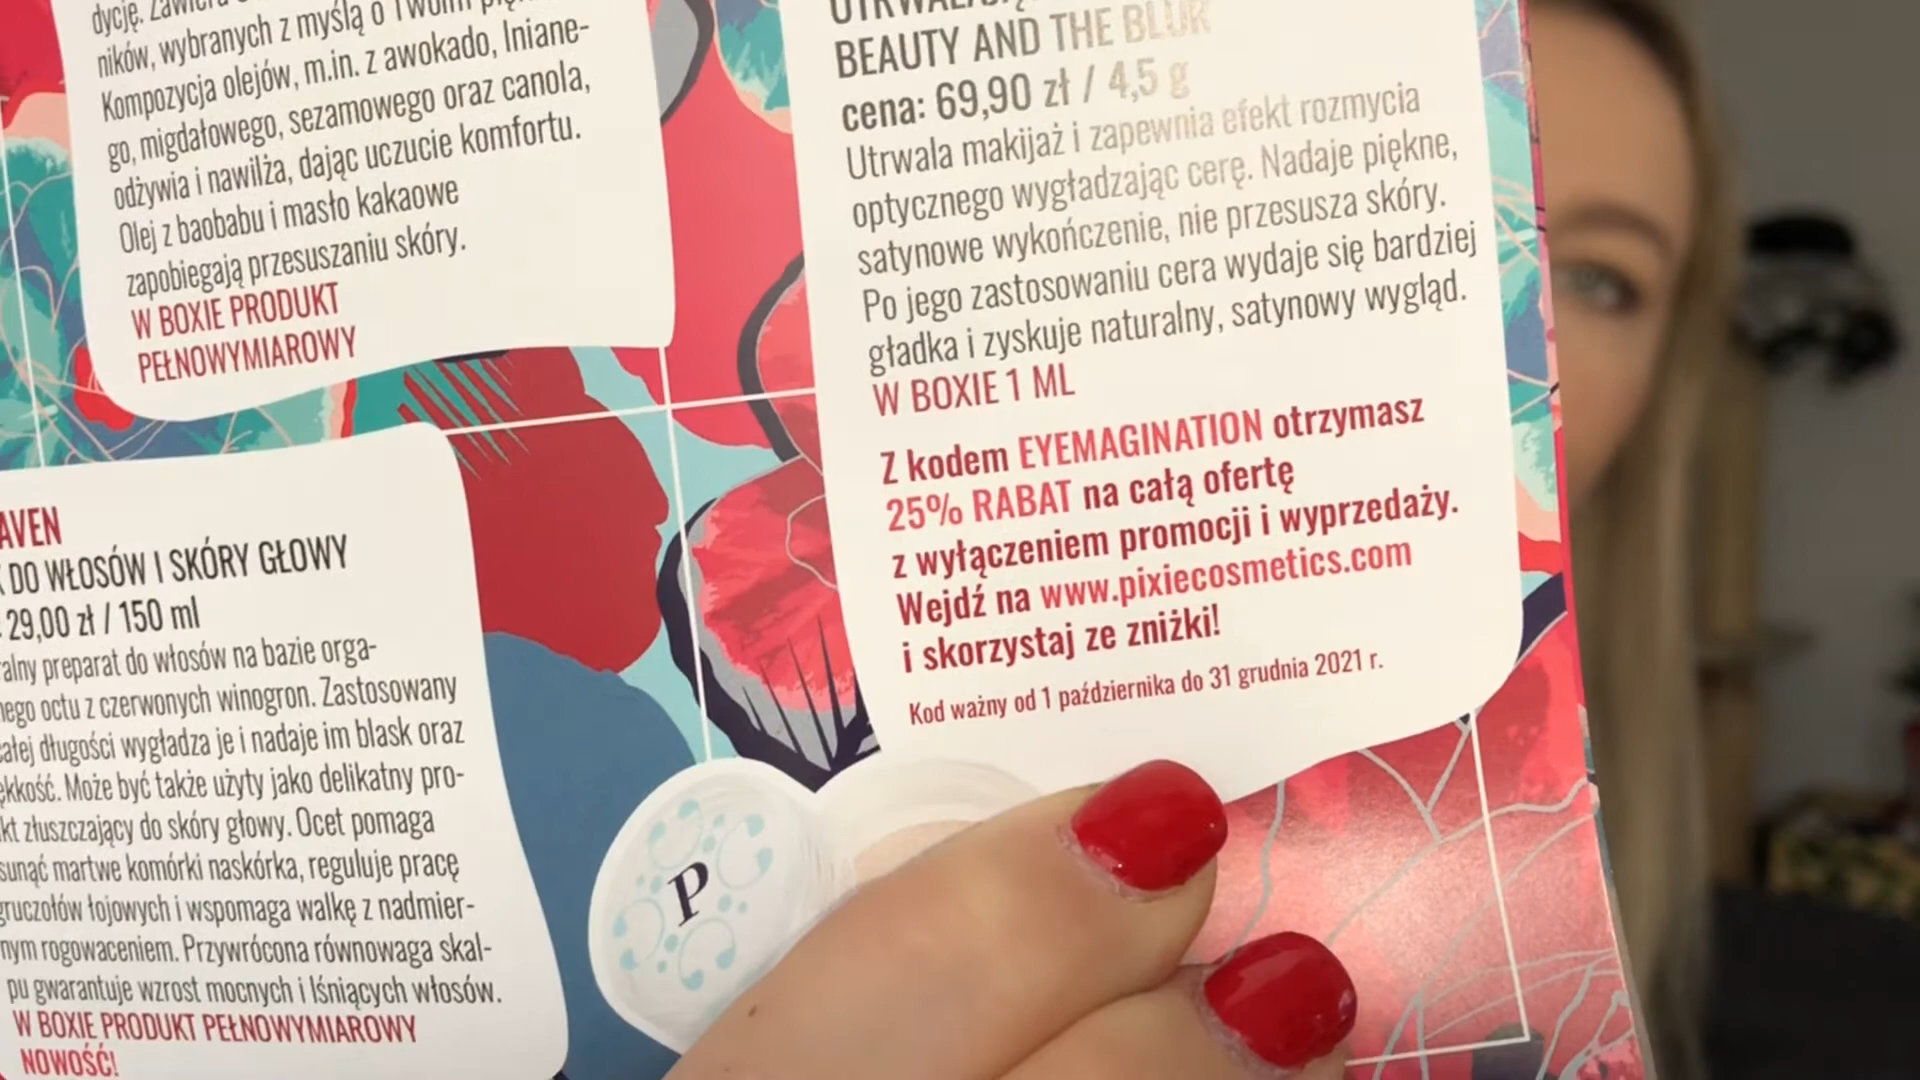 dycję.
ników, wybranych z myślą o Twoim
Kompozycja olejów, m.in. z awokado, lniane-
go, migdałowego, sezamowego oraz canola,
odżywia i nawilża, dając uczucie komfortu.
Olej z baobabu i masło kakaowe
zapobiegają przesuszaniu skóry.
W BOXIE PRODUKT
PEŁNOWYMIAROWY
AVEN
DO WŁOSÓW I SKÓRY GŁOWY
29,00 zł / 150 ml
alny preparat do włosów na bazie orga-
nego octu z czerwonych winogron. Zastosowany
całej długości wygładza je i nadaje im blask oraz
ękkość. Może być także użyty jako delikatny pro-
kt złuszczający do skóry głowy. Ocet pomaga
sunąć martwe komórki naskórka, reguluje pracę
gruczołów łojowych i wspomaga walkę z nadmier-
nym rogowaceniem. Przywrócona równowaga skal-
pu gwarantuje wzrost mocnych i lśniących włosów.
W BOXIE PRODUKT PEŁNOWYMIAROWY
NOWOŚĆ!
BEAUTY AND THE BLUR
cena: 69,90 zł / 4,5 g
Utrwala makijaż i zapewnia efekt rozmycia
optycznego wygładzając cerę. Nadaje piękne,
satynowe wykończenie, nie przesusza skóry.
Po jego zastosowaniu cera wydaje się bardziej
gładka i zyskuje naturalny, satynowy wygląd.
W BOXIE 1 ML
Z kodem EYEMAGINATION otrzymasz
25% RABAT na całą ofertę
z wyłączeniem promocji i wyprzedaży.
Wejdź na www.pixiecosmetics.com
i skorzystaj ze zniżki!
Kod ważny od 1 października do 31 grudnia 2021 r.
P